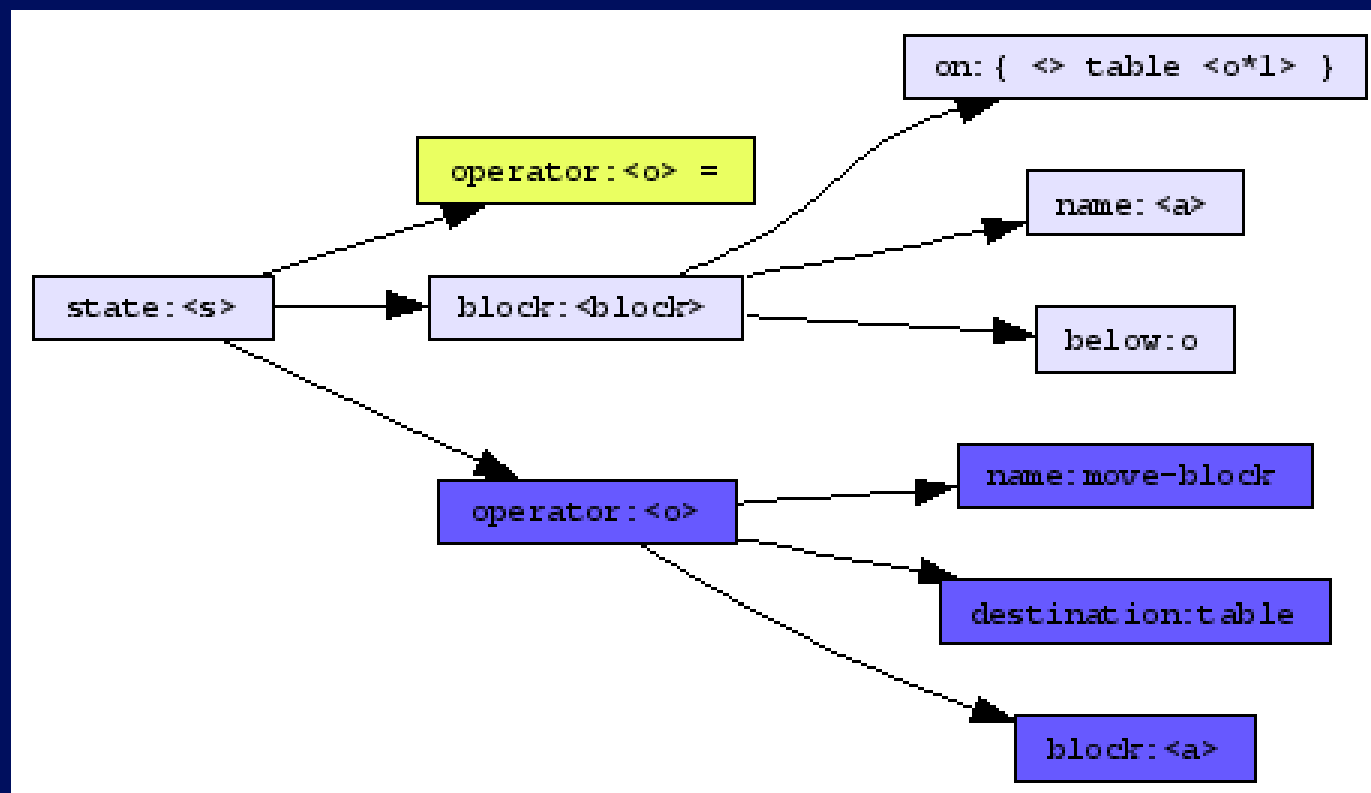 on:{ <> table <o*1> }
operator:<o> =
name:<a>
state:<s>
block:<block>
below:o
name:move-block
operator:<o>
destination:table
block:<a>